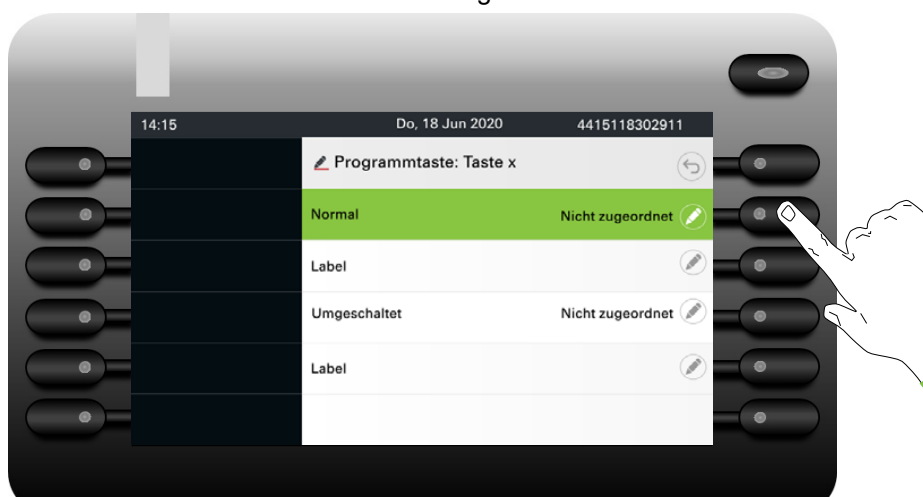 14:15 Do, 18 Jun 2020 4415118302911
Programmtaste: Taste x
Normal Nicht zugeordnet
Label
Umgeschaltet Nicht zugeordnet
Label